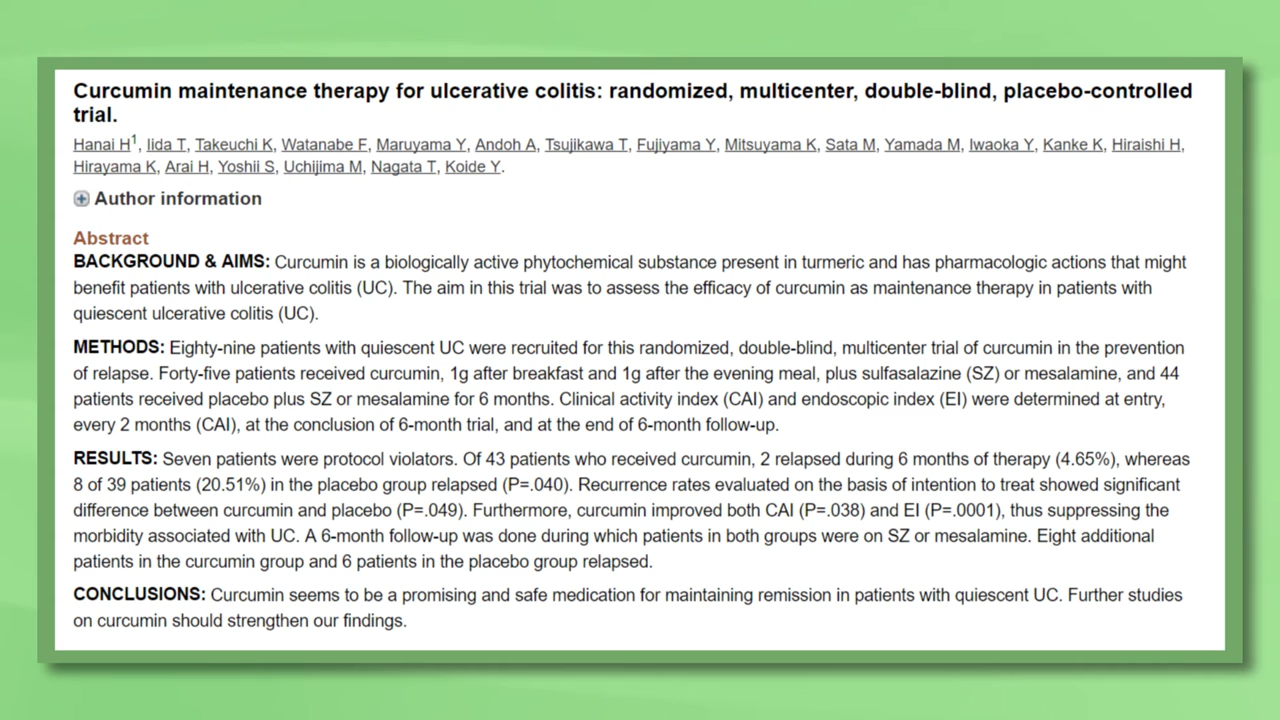 Curcumin maintenance therapy for ulcerative colitis: randomized, multicenter, double-blind, placebo-controlled
trial.
Hanai H1, Iida T, Takeuchi K, Watanabe F, Maruyama Y, Andoh A, Tsujikawa T, Fujiyama Y, Mitsuyama K, Sata M, Yamada M, Iwaoka Y, Kanke K, Hiraishi H,
Hirayama K, Arai H, Yoshii S, Uchijima M, Nagata T, Koide Y.
Author information
Abstract
BACKGROUND & AIMS: Curcumin is a biologically active phytochemical substance present in turmeric and has pharmacologic actions that might
benefit patients with ulcerative colitis (UC). The aim in this trial was to assess the efficacy of curcumin as maintenance therapy in patients with
quiescent ulcerative colitis (UC).
METHODS: Eighty-nine patients with quiescent UC were recruited for this randomized, double-blind, multicenter trial of curcumin in the prevention
of relapse. Forty-five patients received curcumin, 1g after breakfast and 1g after the evening meal, plus sulfasalazine (SZ) or mesalamine, and 44
patients received placebo plus SZ or mesalamine for 6 months. Clinical activity index (CAI) and endoscopic index (EI) were determined at entry,
every 2 months (CAI), at the conclusion of 6-month trial, and at the end of 6-month follow-up.
RESULTS: Seven patients were protocol violators. Of 43 patients who received curcumin, 2 relapsed during 6 months of therapy (4.65%), whereas
8 of 39 patients (20.51%) in the placebo group relapsed (P=.040). Recurrence rates evaluated on the basis of intention to treat showed significant
difference between curcumin and placebo (P=.049). Furthermore, curcumin improved both CAI (P=.038) and EI (P=.0001), thus suppressing the
morbidity associated with UC. A 6-month follow-up was done during which patients in both groups were on SZ or mesalamine. Eight additional
patients in the curcumin group and 6 patients in the placebo group relapsed.
CONCLUSIONS: Curcumin seems to be a promising and safe medication for maintaining remission in patients with quiescent UC. Further studies
on curcumin should strengthen our findings.